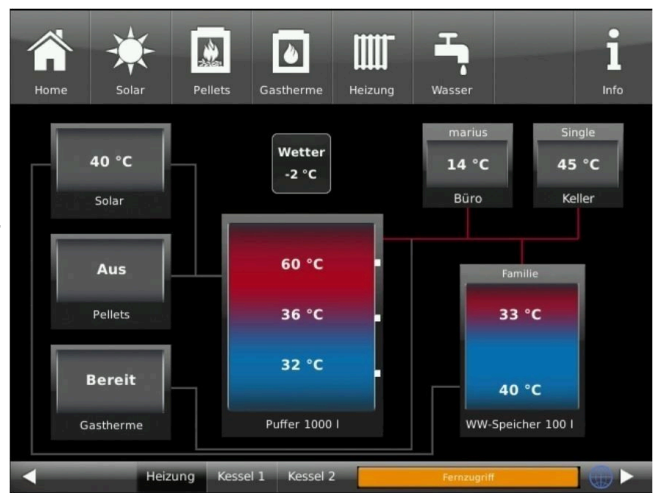 Home
Solar
Pellets
Gastherme
Heizung
Wasser
Info
40 °C
Solar
Wetter
-2 °C
marius
14 °C
Büro
Single
45 °C
Keller
Aus
Pellets
60 °C
36 °C
32 °C
Puffer 1000 l
Familie
33 °C
40 °C
WW-Speicher 100 l
Bereit
Gastherme
Heizung
Kessel 1
Kessel 2
Fernzugriff